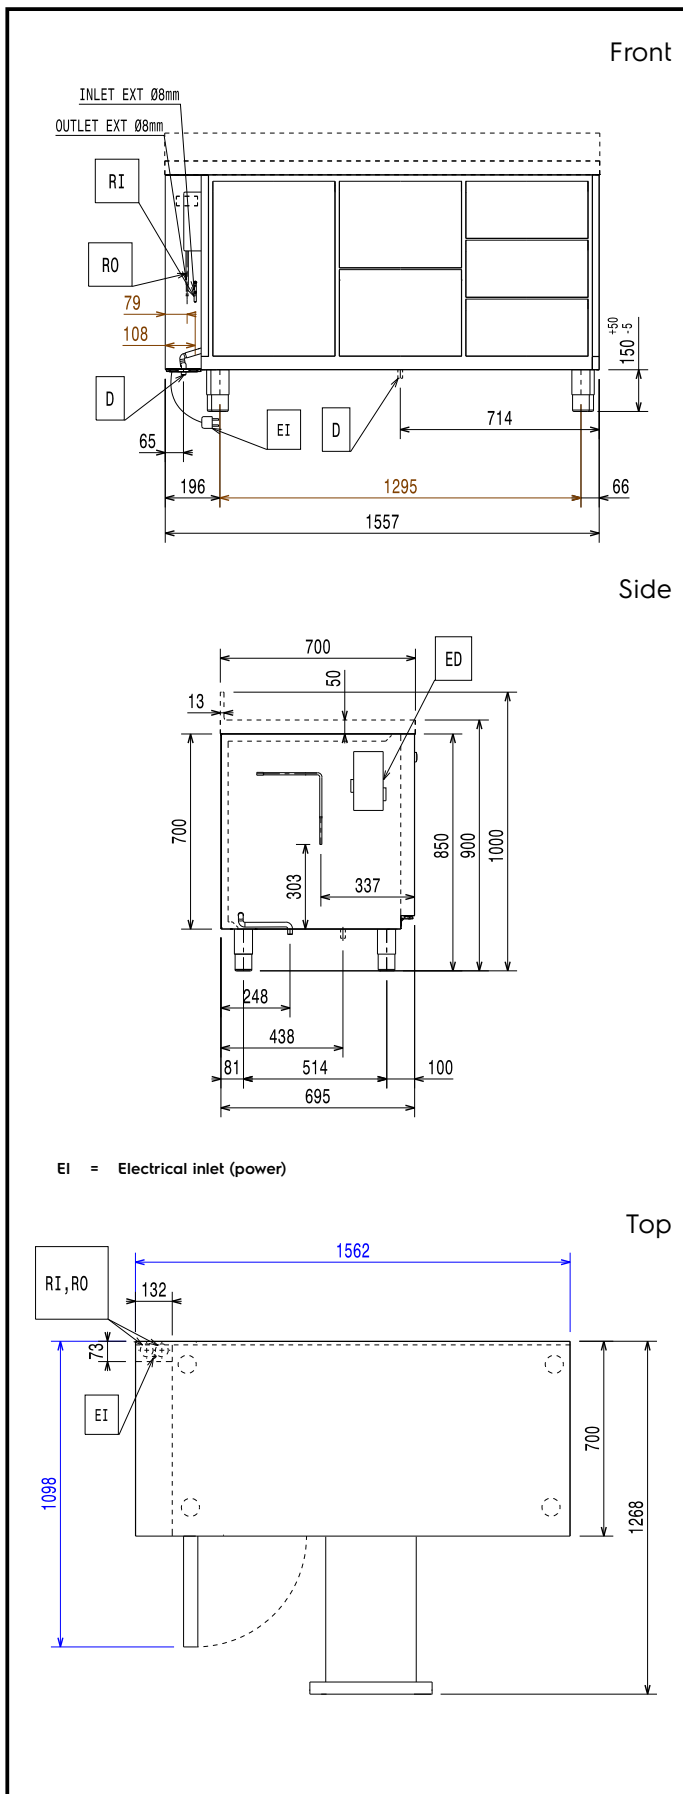 Front
INLET EXT Ø8mm
OUTLET EXT Ø8mm
RI
RO
79
108
+50
150 -5
D
EI
D
714
65
196
1295
66
1557
Side
700
ED
50
13
700
850
900
1000
303
337
248
438
81
514
100
695
EI = Electrical inlet (power)
Top
1562
RI,RO
132
73
EI
1098
700
1268